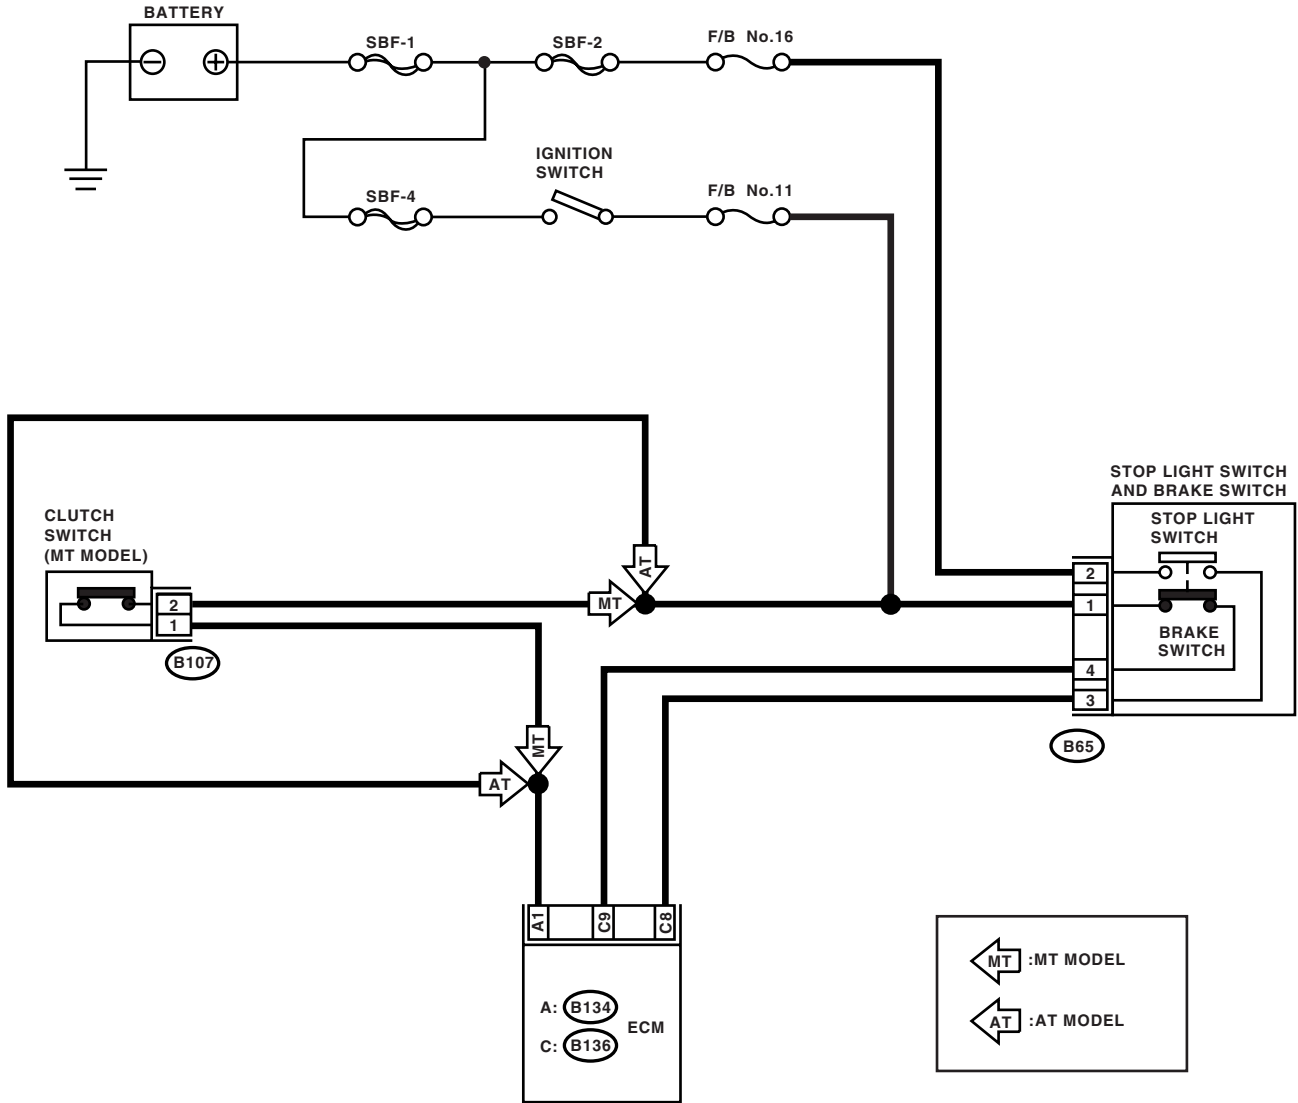 BATTERY
SBF-1
SBF-2
F/B No.16
IGNITION
SWITCH
SBF-4
F/B No.11
STOP LIGHT SWITCH
AND BRAKE SWITCH
STOP LIGHT
SWITCH
CLUTCH
SWITCH
(MT MODEL)
AT
2
MT
2
1
1
BRAKE
SWITCH
B107
4
3
MT
B65
AT
A1
C9
C8
MT :MT MODEL
A: B134
ECM
AT :AT MODEL
C: B136